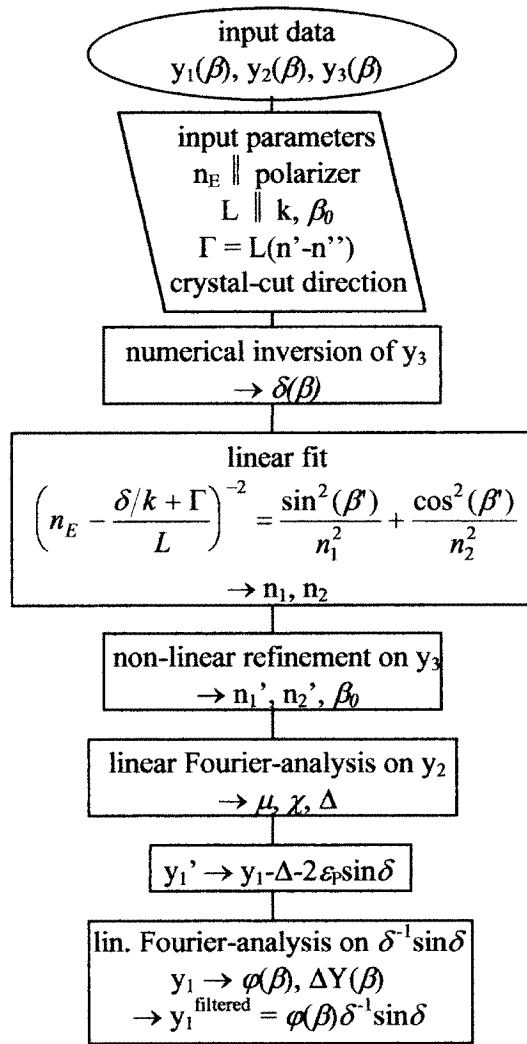 input data
y₁(β), y₂(β), y₃(β)
input parameters
n_E ∥ polarizer
L ∥ k, β₀
Γ = L(n'-n'')
crystal-cut direction
numerical inversion of y₃
→ δ(β)
linear fit
(n_E − (δ/k + Γ)/L)⁻² = sin²(β')/n₁² + cos²(β')/n₂²
→ n₁, n₂
non-linear refinement on y₃
→ n₁', n₂', β₀
linear Fourier-analysis on y₂
→ μ, χ, Δ
y₁' → y₁-Δ-2ε_P sinδ
lin. Fourier-analysis on δ⁻¹sinδ
y₁ → φ(β), ΔY(β)
→ y₁^filtered = φ(β)δ⁻¹sinδ